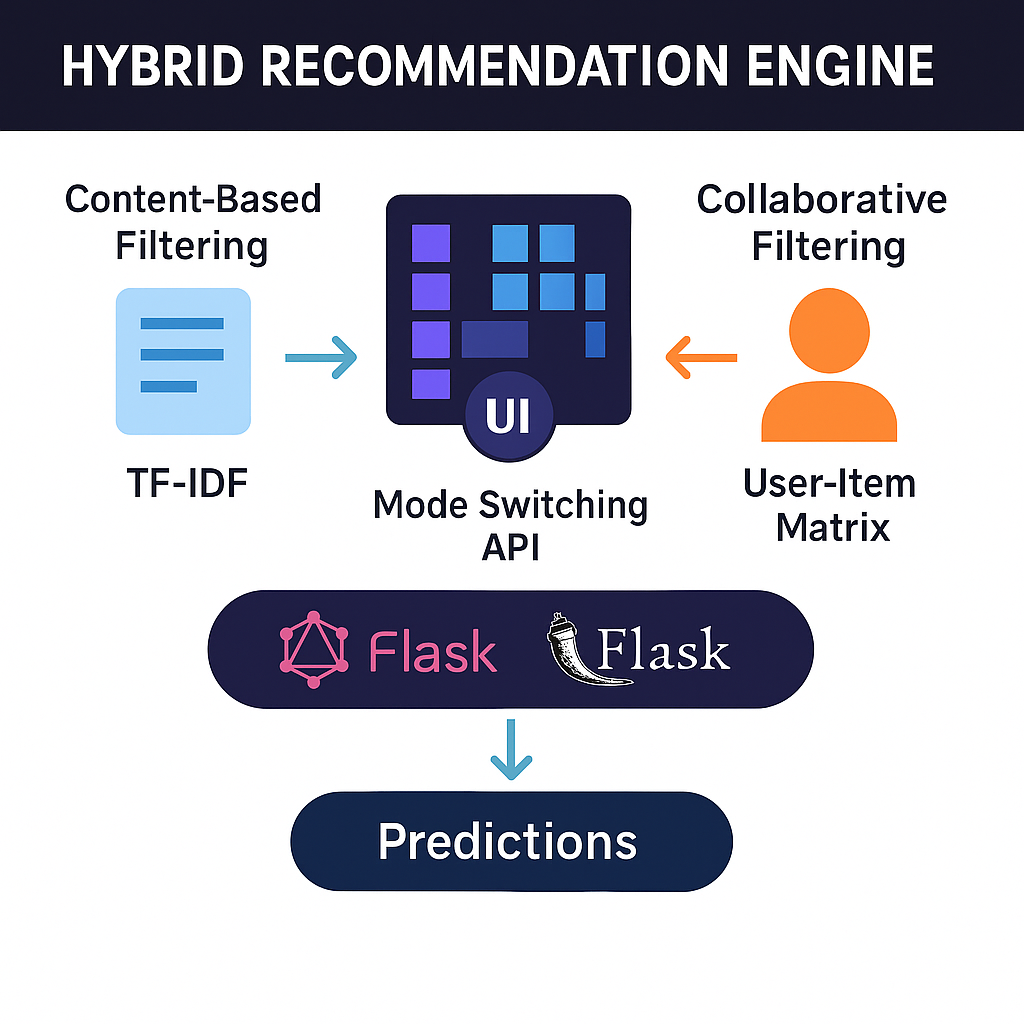 HYBRID RECOMMENDATION ENGINE
Content-Based
Filtering
TF-IDF
UI
Mode Switching
API
Collaborative
Filtering
User-Item
Matrix
Flask
Flask
Predictions